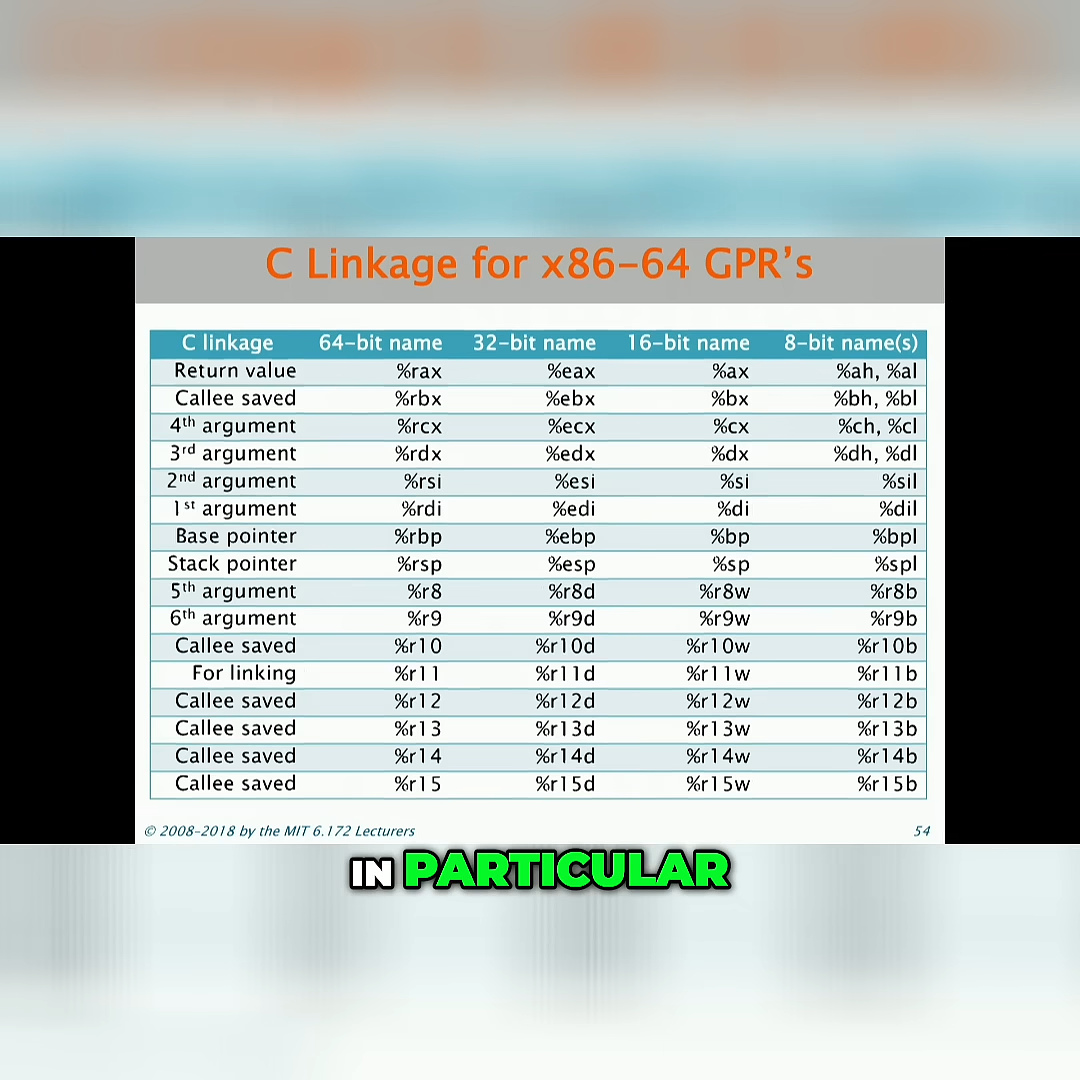 C Linkage for x86–64 GPR’s
C linkage 64–bit name 32–bit name 16–bit name 8–bit name(s)
Return value %rax %eax %ax %ah, %al
Callee saved %rbx %ebx %bx %bh, %bl
4th argument %rcx %ecx %cx %ch, %cl
3rd argument %rdx %edx %dx %dh, %dl
2nd argument %rsi %esi %si %sil
1st argument %rdi %edi %di %dil
Base pointer %rbp %ebp %bp %bpl
Stack pointer %rsp %esp %sp %spl
5th argument %r8 %r8d %r8w %r8b
6th argument %r9 %r9d %r9w %r9b
Callee saved %r10 %r10d %r10w %r10b
For linking %r11 %r11d %r11w %r11b
Callee saved %r12 %r12d %r12w %r12b
Callee saved %r13 %r13d %r13w %r13b
Callee saved %r14 %r14d %r14w %r14b
Callee saved %r15 %r15d %r15w %r15b
© 2008–2018 by the MIT 6.172 Lecturers 54
IN PARTICULAR